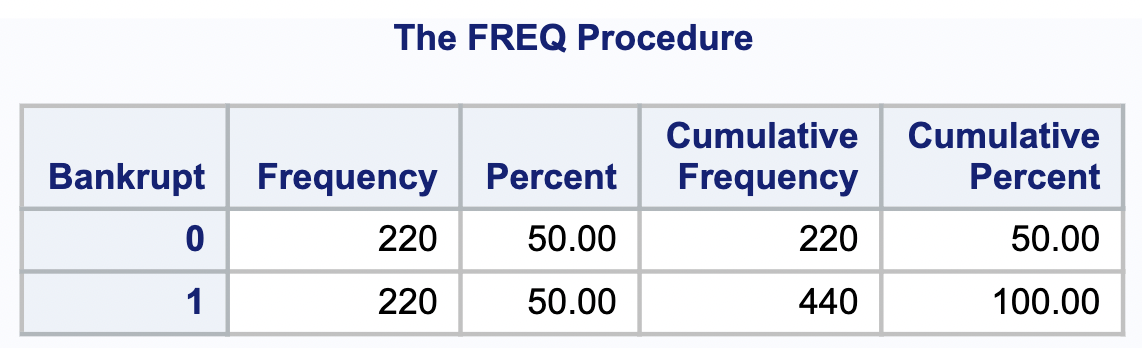 The FREQ Procedure
Bankrupt Frequency Percent Cumulative Frequency Cumulative Percent
0 220 50.00 220 50.00
1 220 50.00 440 100.00